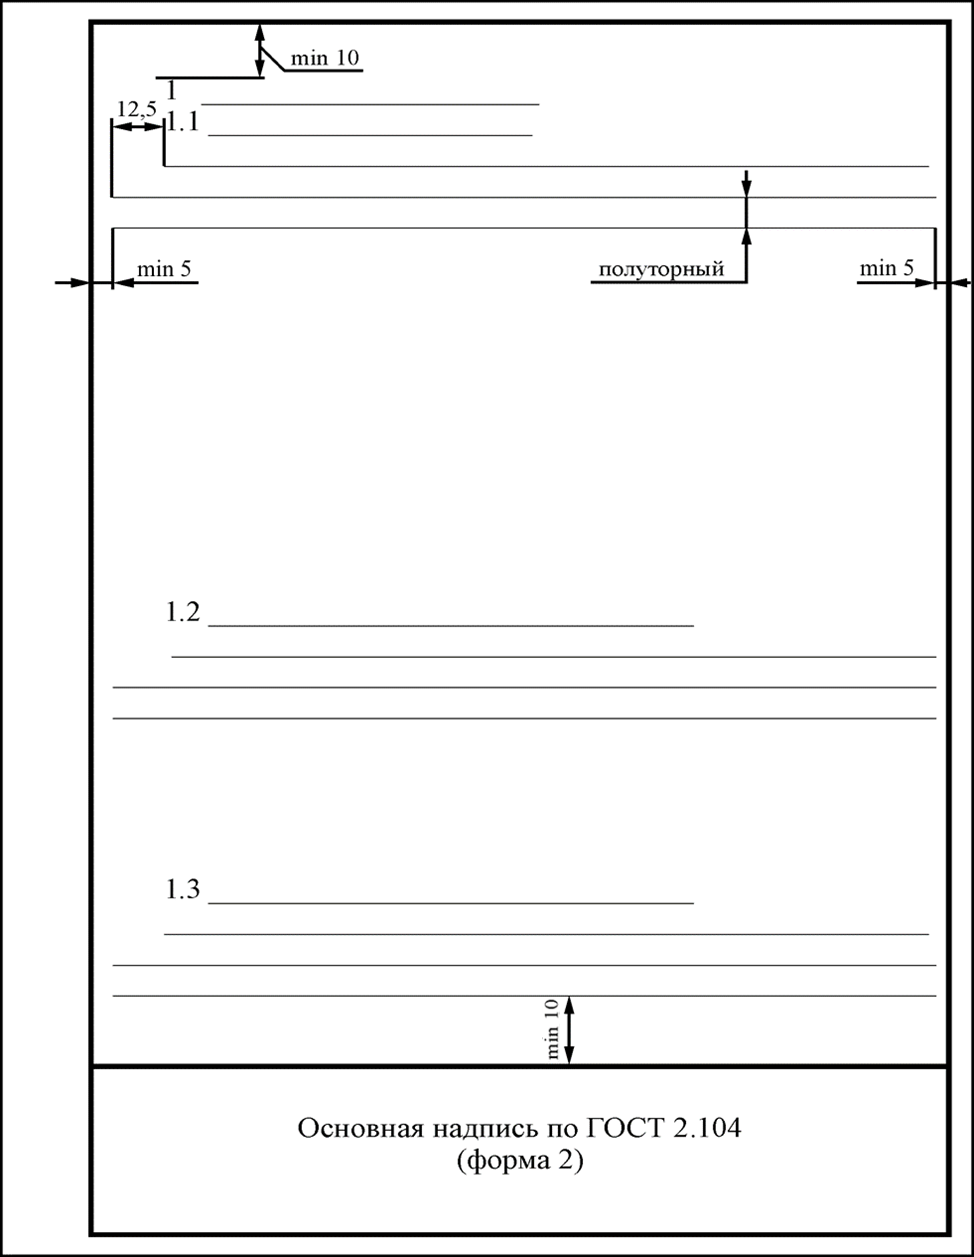 min 10
1
12,5
1.1
min 5
полуторный
min 5
1.2
1.3
min 10
Основная надпись по ГОСТ 2.104
(форма 2)